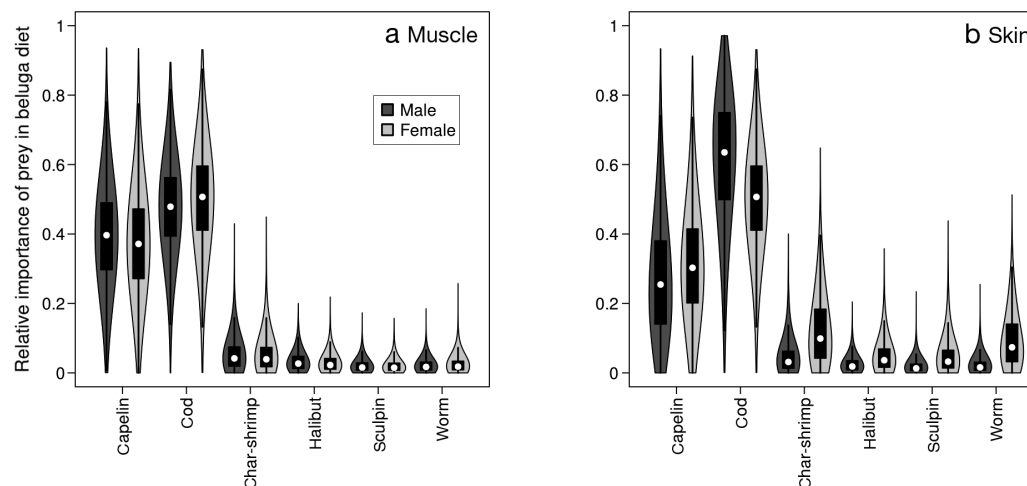 a Muscle
Relative importance of prey in beluga diet
1
0.8
0.6
0.4
0.2
0
Male
Female
Capelin
Cod
Char-shrimp
Halibut
Sculpin
Worm
b Skin
1
0.8
0.6
0.4
0.2
0
Capelin
Cod
Char-shrimp
Halibut
Sculpin
Worm